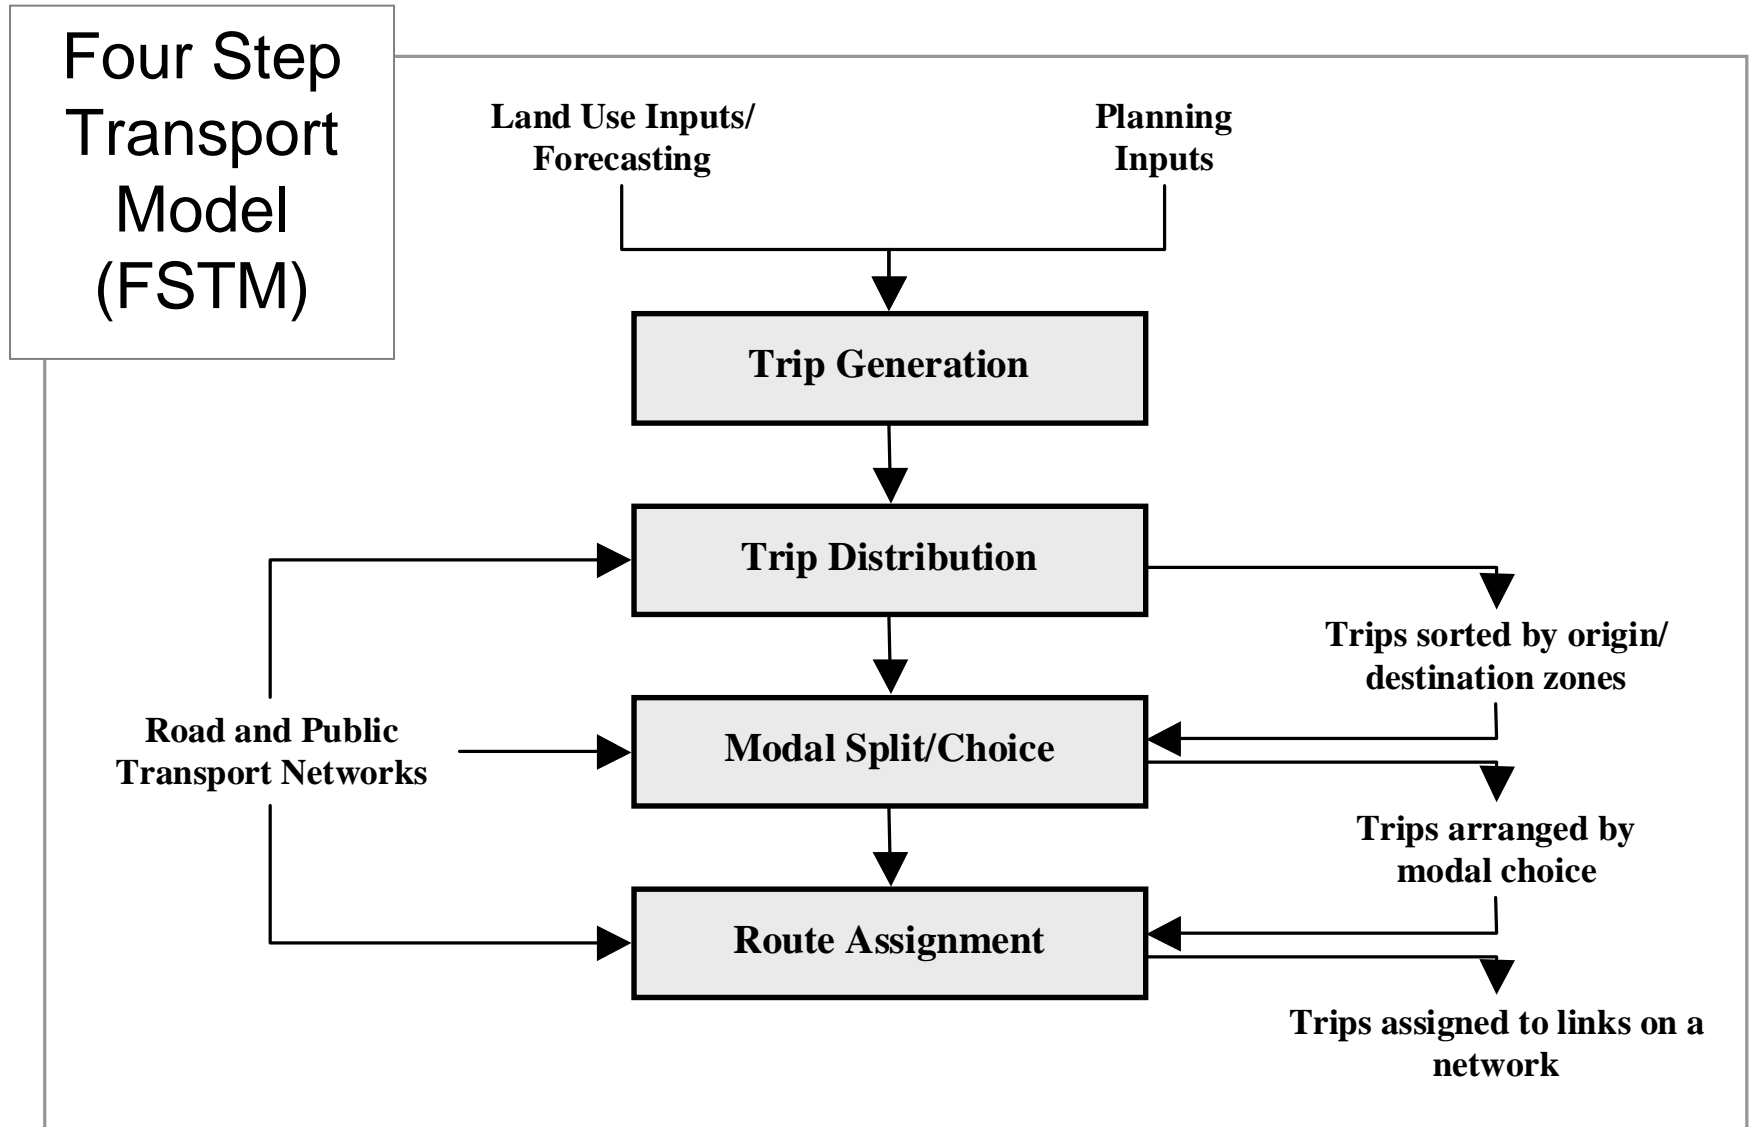 Four Step
Transport
Model
(FSTM)
Land Use Inputs/
Forecasting
Planning
Inputs
Trip Generation
Trip Distribution
Trips sorted by origin/
destination zones
Road and Public
Transport Networks
Modal Split/Choice
Trips arranged by
modal choice
Route Assignment
Trips assigned to links on a
network